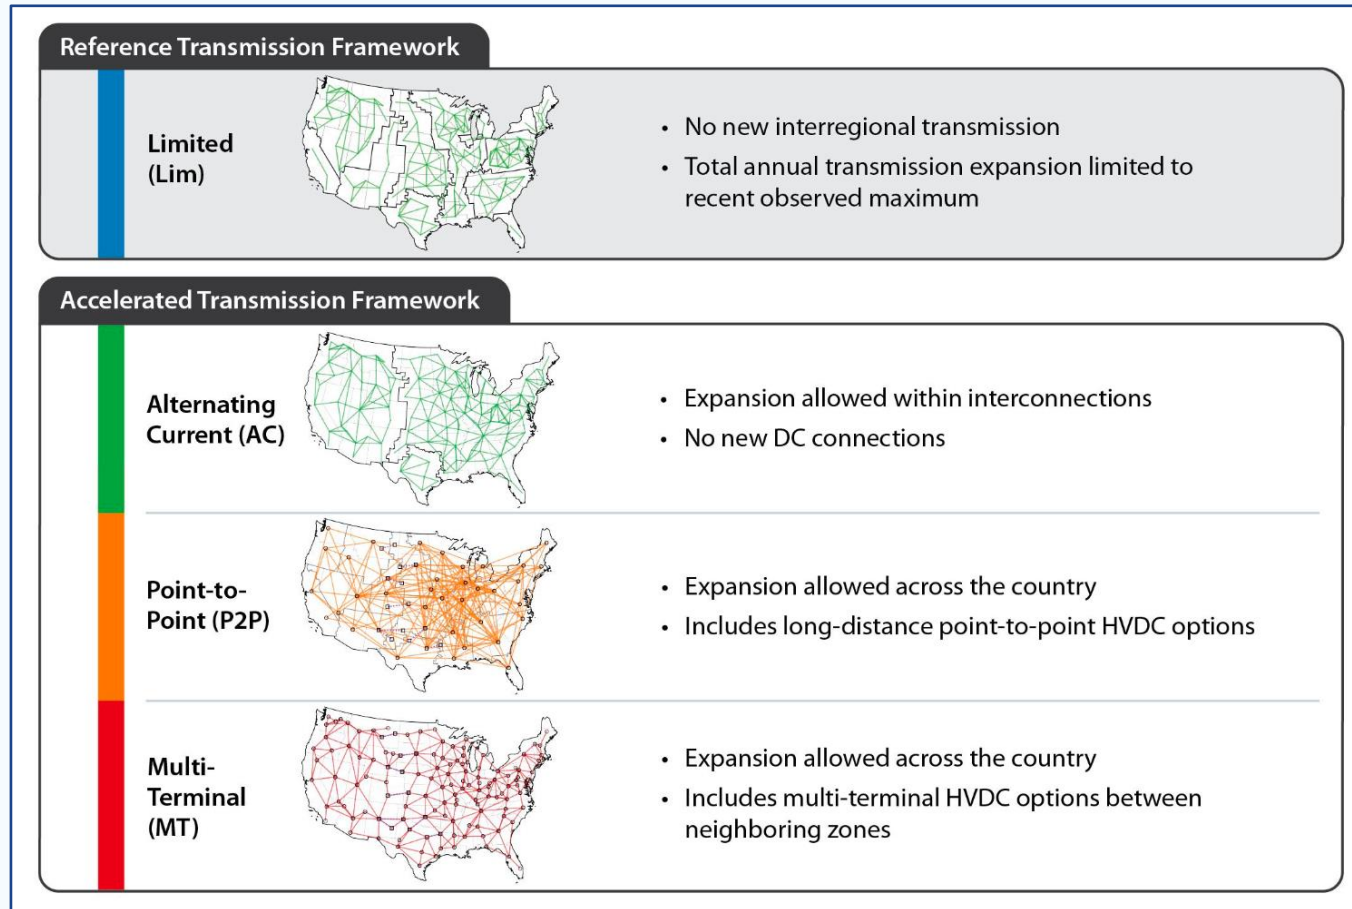 Reference Transmission Framework
Limited
(Lim)
• No new interregional transmission
• Total annual transmission expansion limited to
recent observed maximum
Accelerated Transmission Framework
Alternating
Current (AC)
• Expansion allowed within interconnections
• No new DC connections
Point-to-
Point (P2P)
• Expansion allowed across the country
• Includes long-distance point-to-point HVDC options
Multi-
Terminal
(MT)
• Expansion allowed across the country
• Includes multi-terminal HVDC options between
neighboring zones